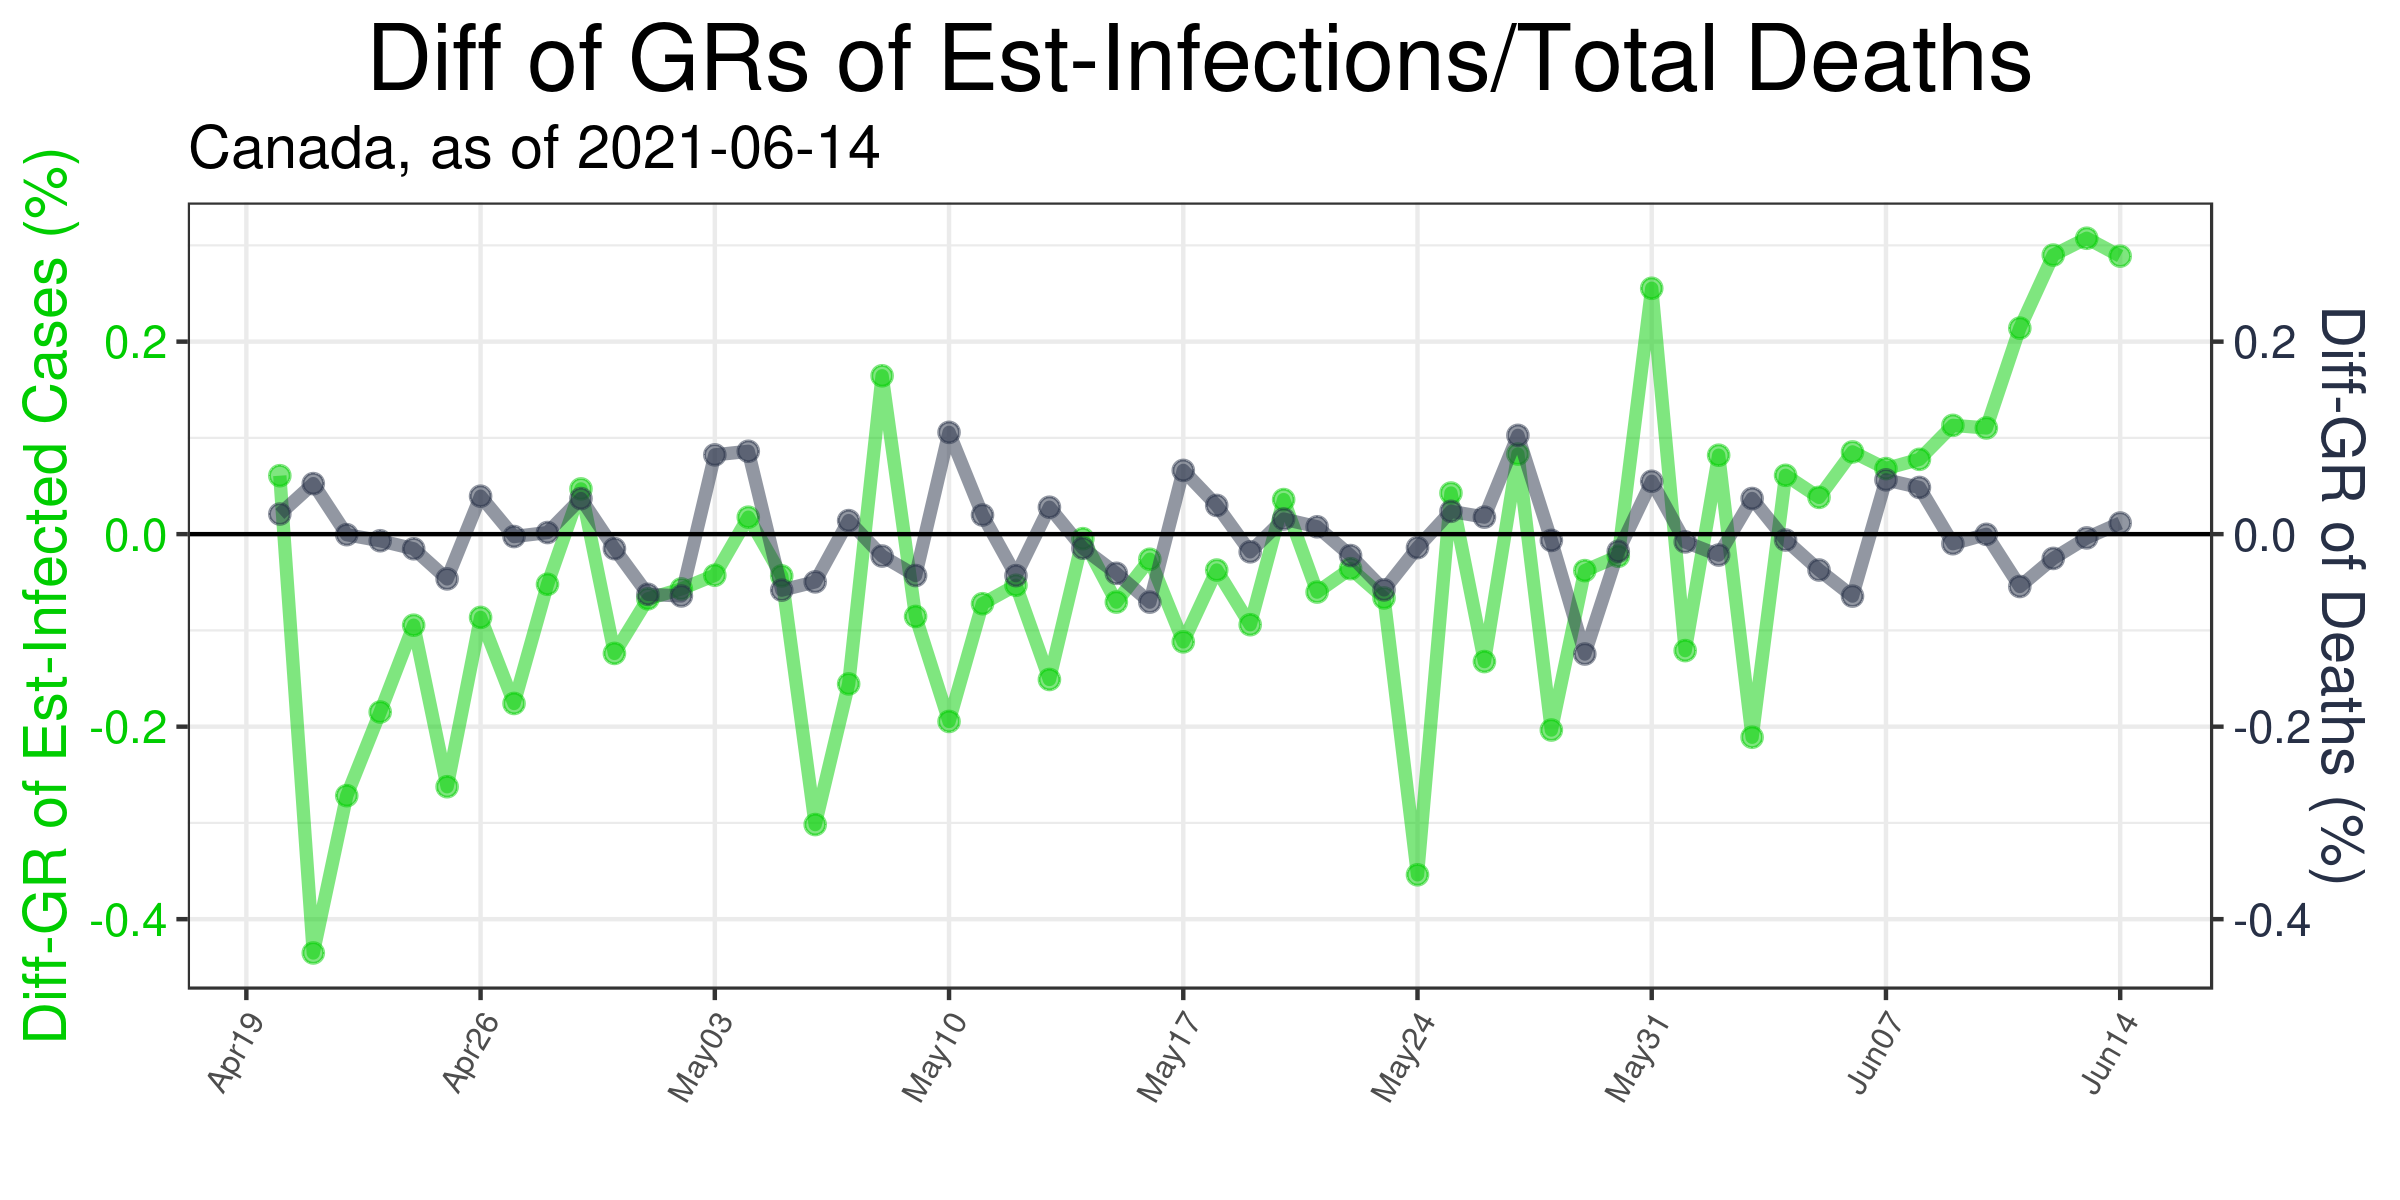 Diff of GRs of Est-Infections/Total Deaths
Canada, as of 2021-06-14
Diff-GR of Est-Infected Cases (%)
0.2
0.0
-0.2
-0.4
0.2
0.0
-0.2
-0.4
Diff-GR of Deaths (%)
Apr19
Apr26
May03
May10
May17
May24
May31
Jun07
Jun14